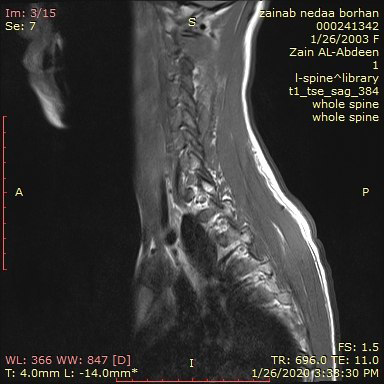 Im: 3/15
Se: 7
zainab nedaa borhan
000241342
1/26/2003 F
Zain AL-Abdeen
1
l-spine^library
t1_tse_sag_384
whole spine
whole spine
S
A
P
I
WL: 366 WW: 847 [D]
T: 4.0mm L: -14.0mm*
FS: 1.5
TR: 696.0 TE: 11.0
1/26/2020 3:38:30 PM